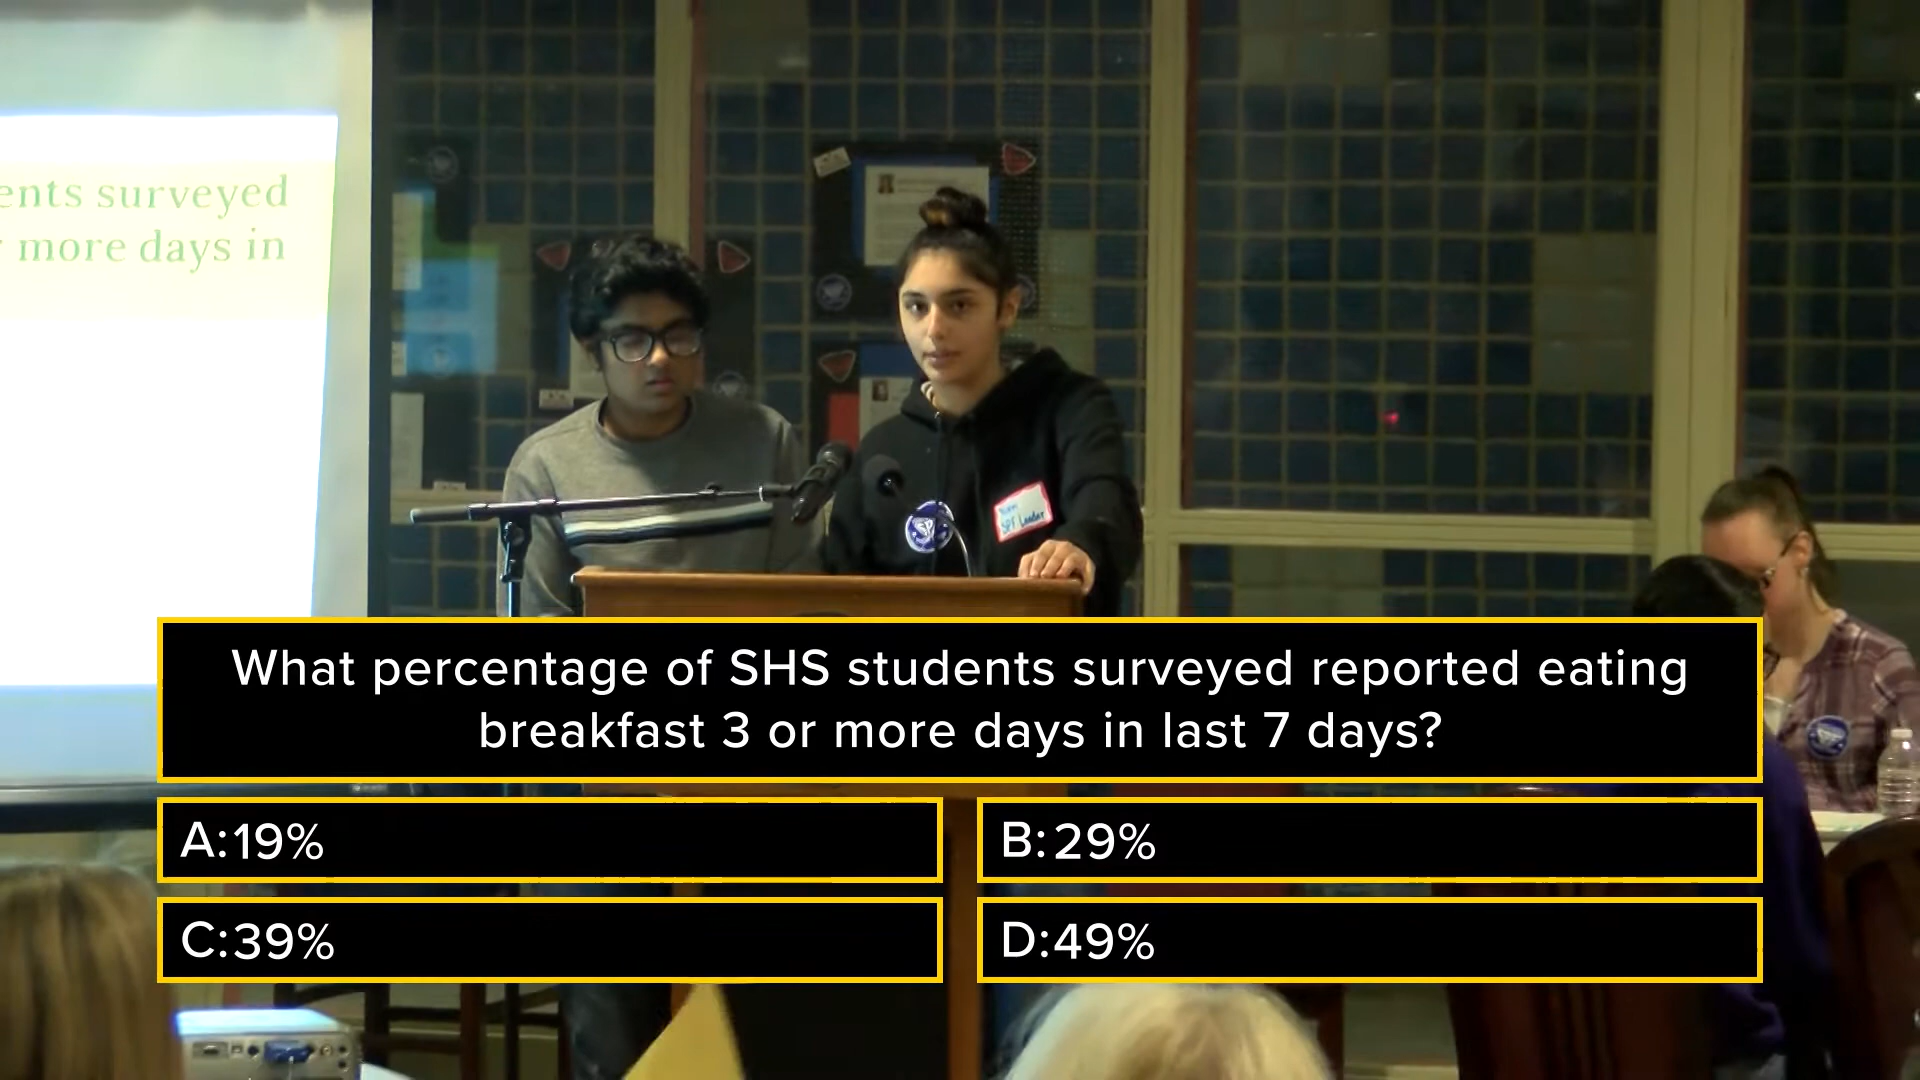 ents surveyed
more days in
SPF Leader
What percentage of SHS students surveyed reported eating
breakfast 3 or more days in last 7 days?
A:19%
B:29%
C:39%
D:49%